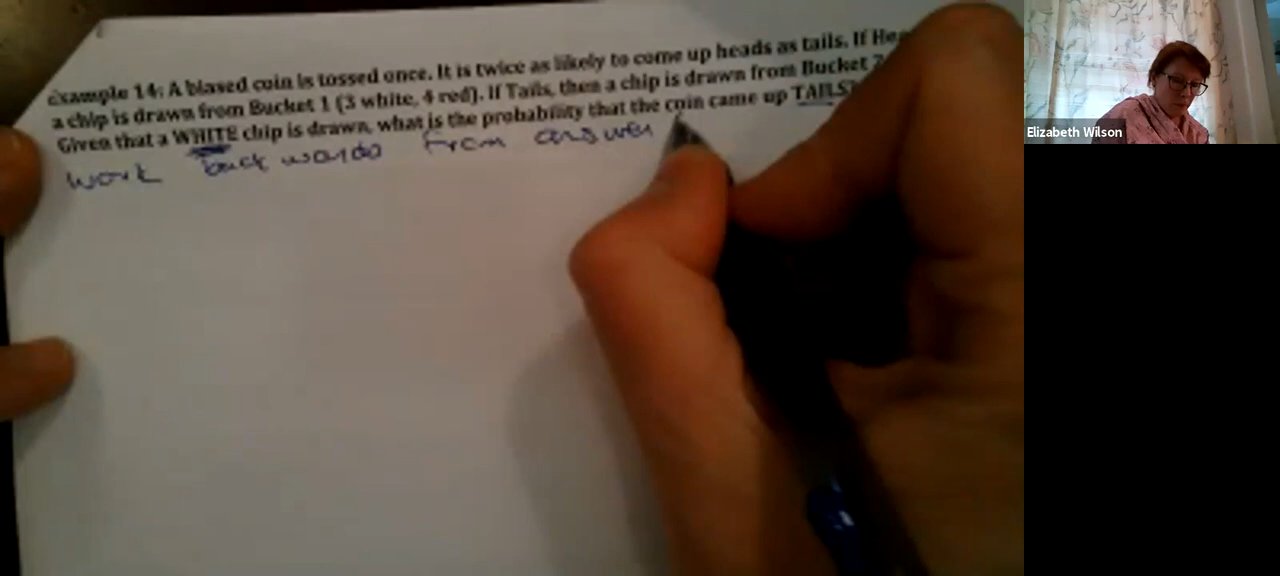 Example 14: A biased coin is tossed once. It is twice as likely to come up heads as tails. If
a chip is drawn from Bucket 1 (3 white, 4 red). If Tails, then a chip is drawn from Bucket 2
Given that a WHITE chip is drawn, what is the probability that the coin came up TAILS?
work backwards from answer
Elizabeth Wilson